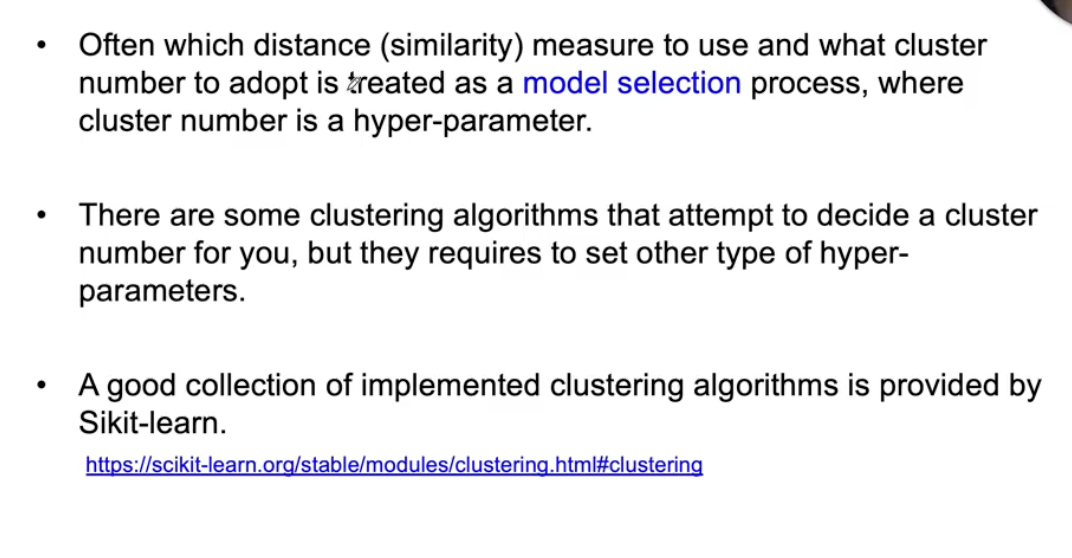 • Often which distance (similarity) measure to use and what cluster
number to adopt is treated as a model selection process, where
cluster number is a hyper-parameter.
• There are some clustering algorithms that attempt to decide a cluster
number for you, but they requires to set other type of hyper-
parameters.
• A good collection of implemented clustering algorithms is provided by
Sikit-learn.
https://scikit-learn.org/stable/modules/clustering.html#clustering